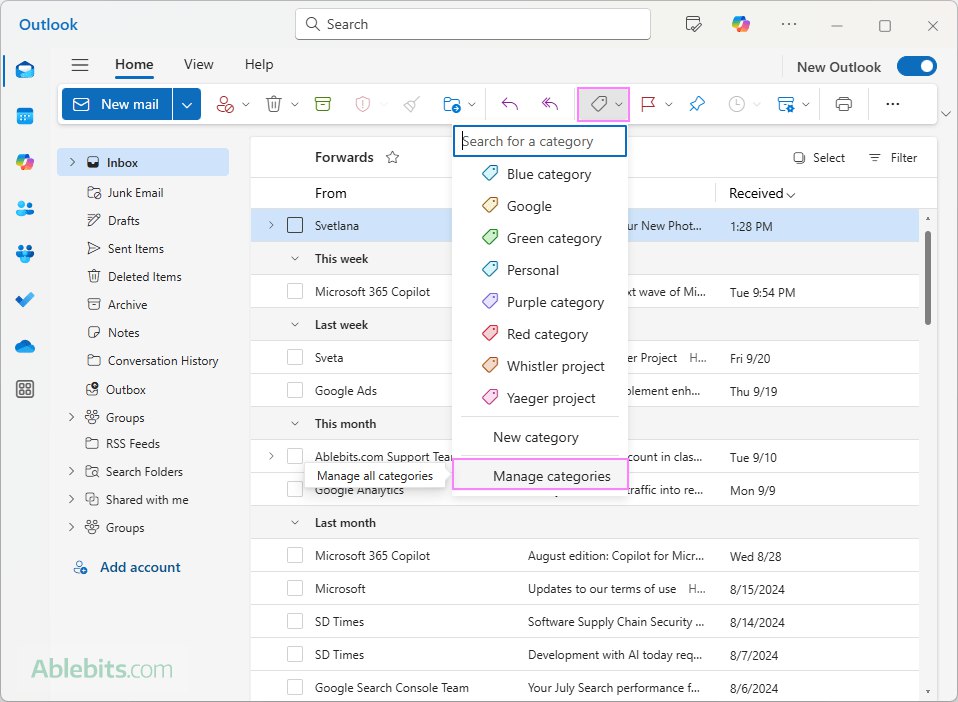 Outlook
Search
Home View Help
New Outlook
New mail
Inbox
Junk Email
Drafts
Sent Items
Deleted Items
Archive
Notes
Conversation History
Outbox
Groups
RSS Feeds
Search Folders
Shared with me
Groups
Add account
Forwards
Select Filter
From Received
Svetlana ur New Phot... 1:28 PM
This week
Microsoft 365 Copilot xt wave of Mi... Tue 9:54 PM
Last week
Sveta er Project H... Fri 9/20
Google Ads plement enh... Thu 9/19
This month
Ablebits.com Support Tea count in clas... Tue 9/10
Google Analytics traffic into re... Mon 9/9
Last month
Microsoft 365 Copilot August edition: Copilot for Micr... Wed 8/28
Microsoft Updates to our terms of use H... 8/15/2024
SD Times Software Supply Chain Security ... 8/14/2024
SD Times Development with AI today req... 8/7/2024
Google Search Console Team Your July Search performance f... 8/6/2024
Search for a category
Blue category
Google
Green category
Personal
Purple category
Red category
Whistler project
Yaeger project
New category
Manage categories
Manage all categories
Ablebits.com